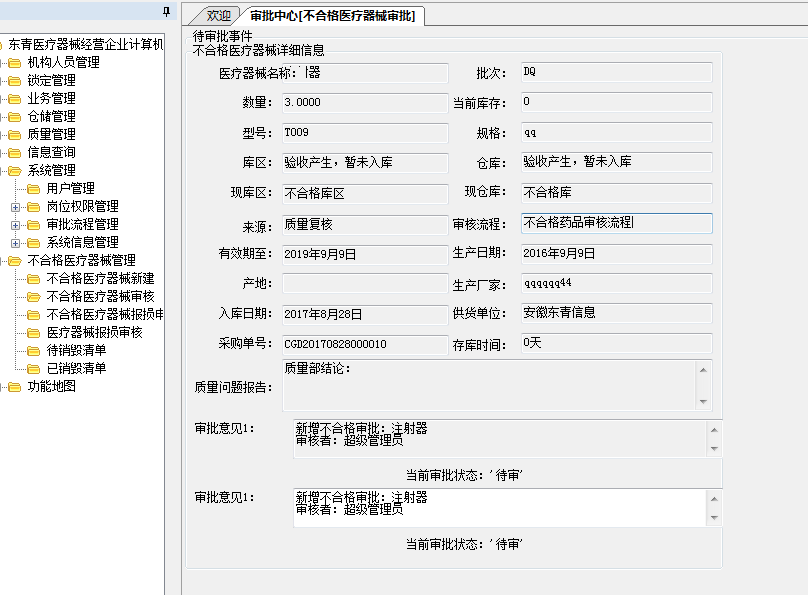 欢迎
审批中心[不合格医疗器械审批]
东青医疗器械经营企业计算机
机构人员管理
锁定管理
业务管理
仓储管理
质量管理
信息查询
系统管理
用户管理
岗位权限管理
审批流程管理
系统信息管理
不合格医疗器械管理
不合格医疗器械新建
不合格医疗器械审核
不合格医疗器械报损申
医疗器械报损审核
待销毁清单
已销毁清单
功能地图
待审批事件
不合格医疗器械详细信息
医疗器械名称: 器
批次: DQ
数量: 3.0000
当前库存: 0
型号: T009
规格: qq
库区: 验收产生，暂未入库
仓库: 验收产生，暂未入库
现库区: 不合格库区
现仓库: 不合格库
来源: 质量复核
审核流程: 不合格药品审核流程
有效期至: 2019年9月9日
生产日期: 2016年9月9日
产地:
生产厂家: qqqqqq44
入库日期: 2017年8月28日
供货单位: 安徽东青信息
采购单号: CGD20170828000010
存库时间: 0天
质量问题报告: 质量部结论:
审批意见1: 新增不合格审批: 注射器
审核者: 超级管理员
当前审批状态: '待审'
审批意见1: 新增不合格审批: 注射器
审核者: 超级管理员
当前审批状态: '待审'